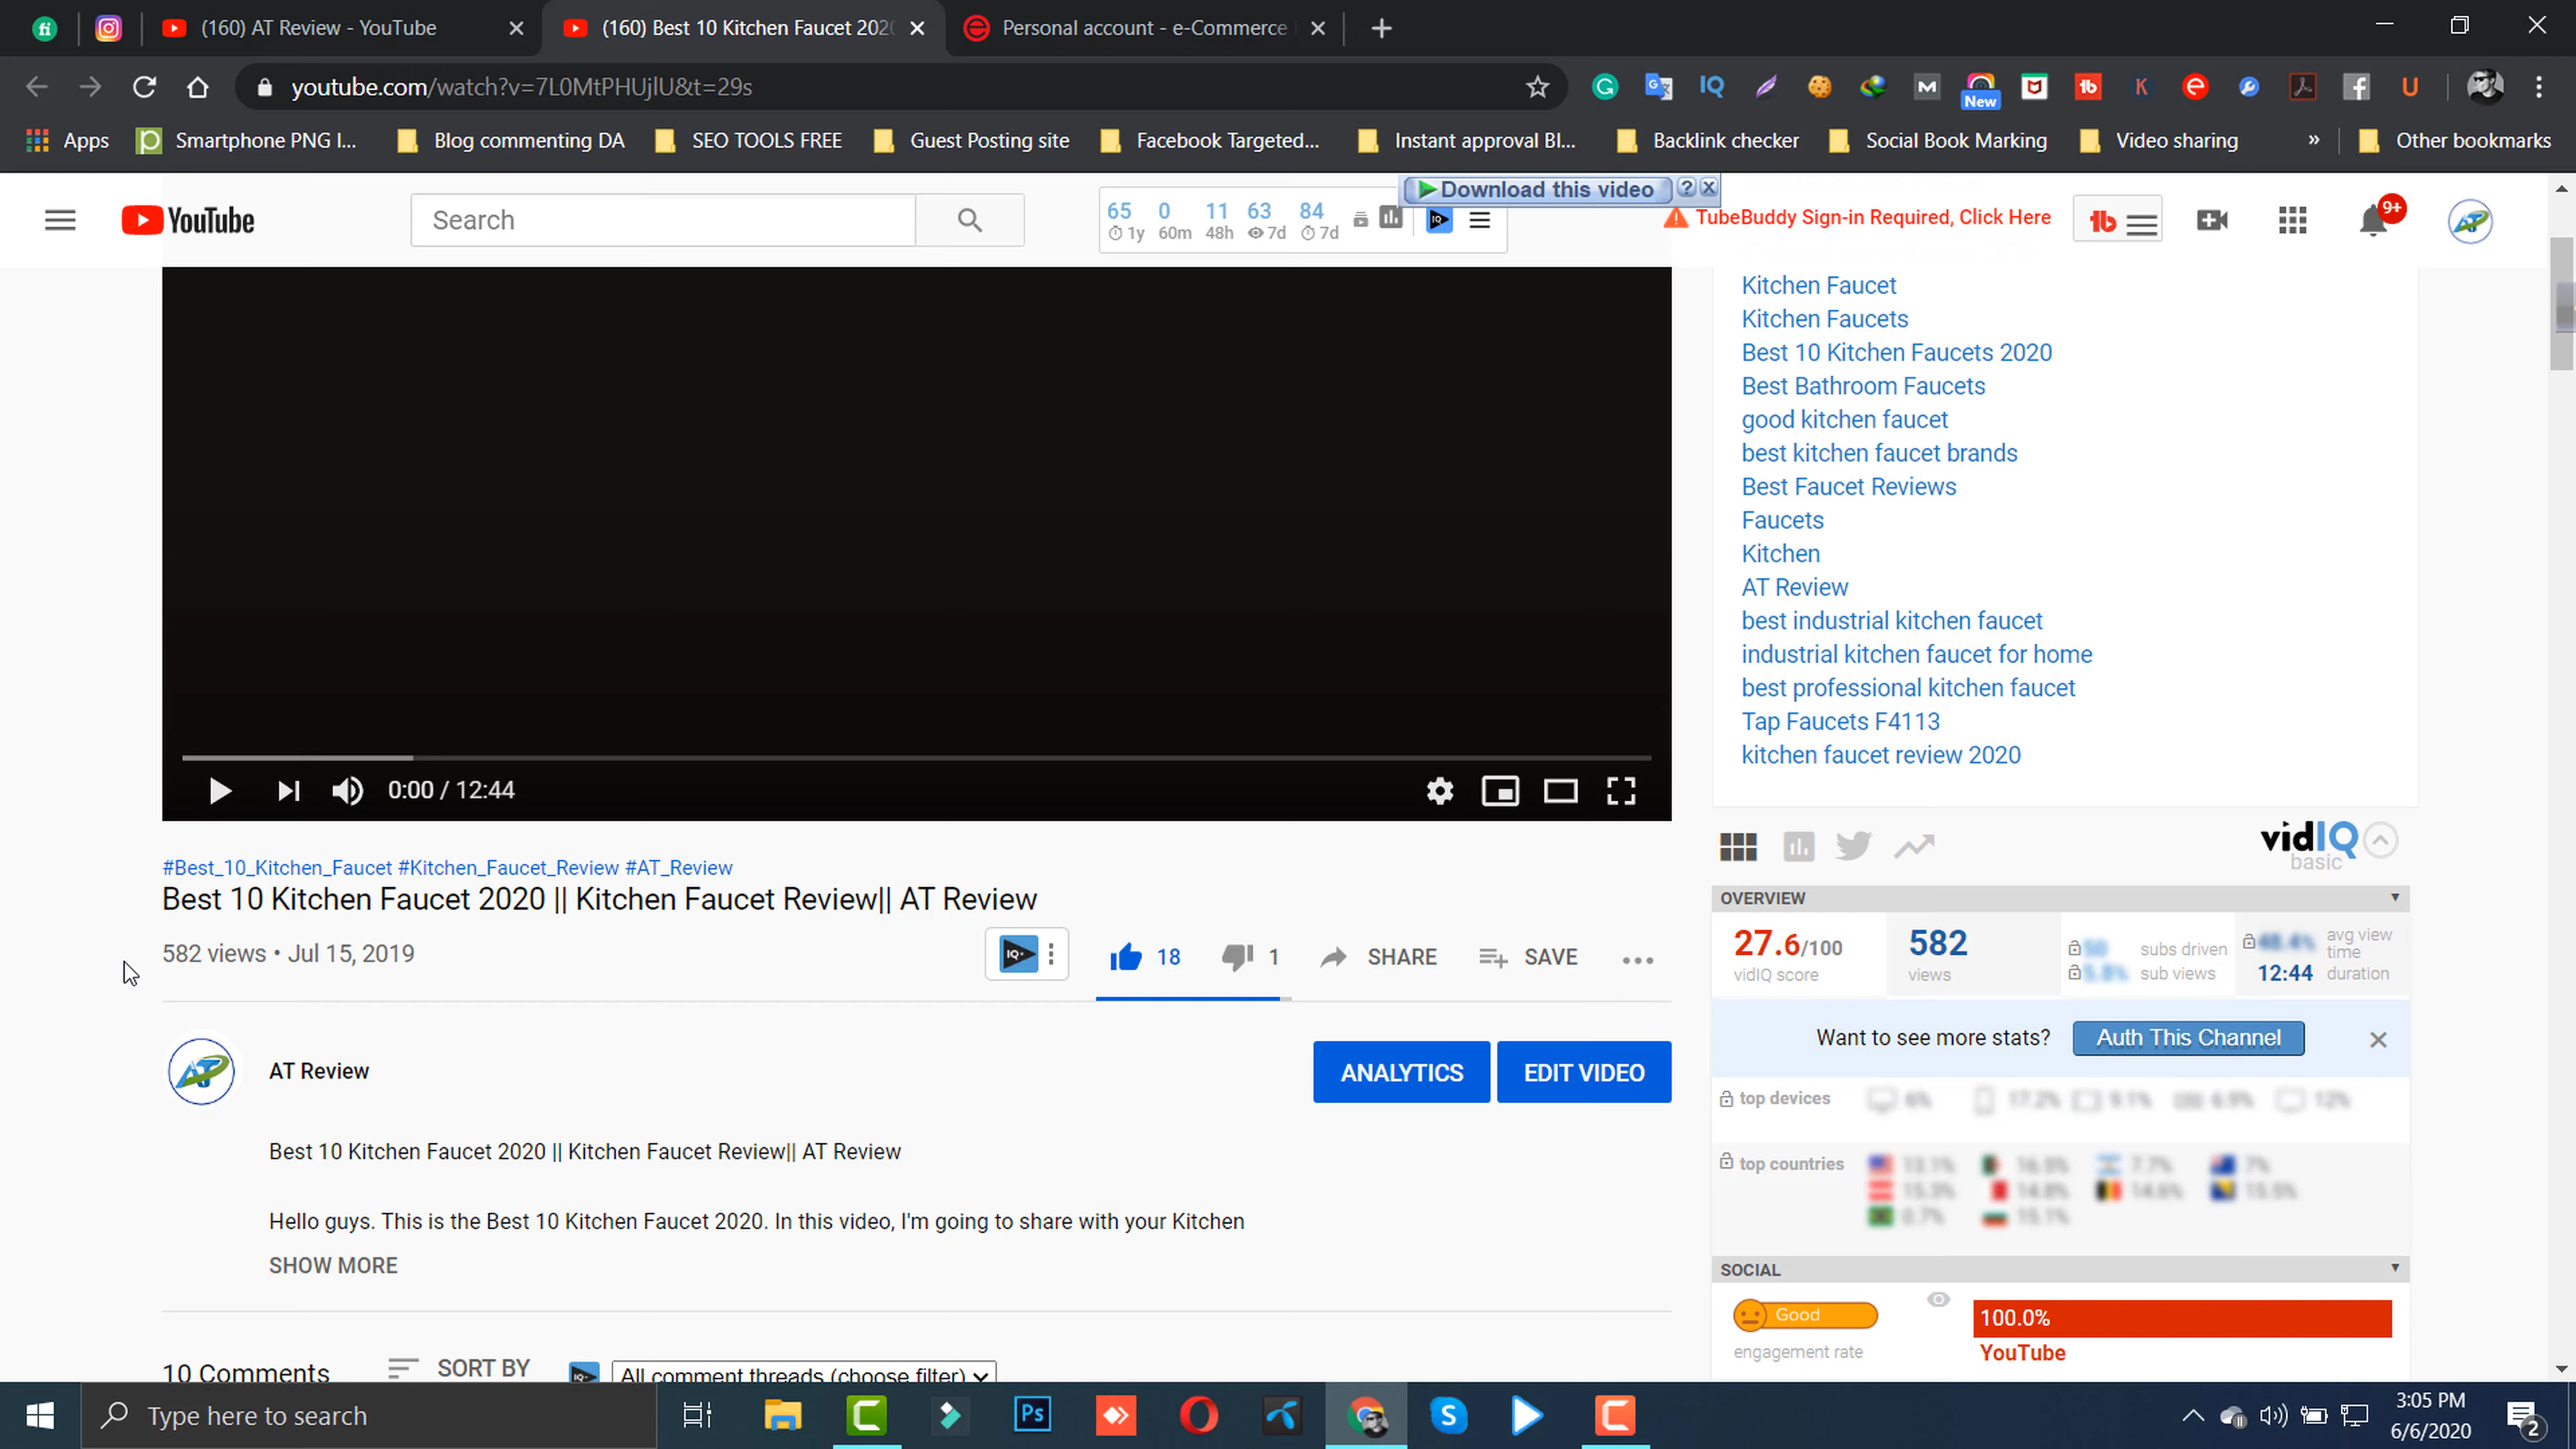 (160) AT Review - YouTube
(160) Best 10 Kitchen Faucet 202
Personal account - e-Commerce
youtube.com/watch?v=7L0MtPHUjlU&t=29s
New
Apps
Smartphone PNG I...
Blog commenting DA
SEO TOOLS FREE
Guest Posting site
Facebook Targeted...
Instant approval Bl...
Backlink checker
Social Book Marking
Video sharing
»
Other bookmarks
YouTube
Search
65 0 11 63 84
1y 60m 48h 7d 7d
Download this video
TubeBuddy Sign-in Required, Click Here
9+
Kitchen Faucet
Kitchen Faucets
Best 10 Kitchen Faucets 2020
Best Bathroom Faucets
good kitchen faucet
best kitchen faucet brands
Best Faucet Reviews
Faucets
Kitchen
AT Review
best industrial kitchen faucet
industrial kitchen faucet for home
best professional kitchen faucet
Tap Faucets F4113
kitchen faucet review 2020
0:00 / 12:44
#Best_10_Kitchen_Faucet #Kitchen_Faucet_Review #AT_Review
Best 10 Kitchen Faucet 2020 || Kitchen Faucet Review|| AT Review
582 views • Jul 15, 2019
IQ
18
1
SHARE
SAVE
AT Review
ANALYTICS
EDIT VIDEO
Best 10 Kitchen Faucet 2020 || Kitchen Faucet Review|| AT Review
Hello guys. This is the Best 10 Kitchen Faucet 2020. In this video, I'm going to share with your Kitchen
SHOW MORE
10 Comments
SORT BY
All comment threads (choose filter)
vidIQ
basic
OVERVIEW
27.6/100
vidIQ score
582
views
subs driven
sub views
avg view time
12:44 duration
Want to see more stats?
Auth This Channel
top devices
top countries
SOCIAL
Good
engagement rate
100.0%
YouTube
Type here to search
Ps
3:05 PM
6/6/2020
2